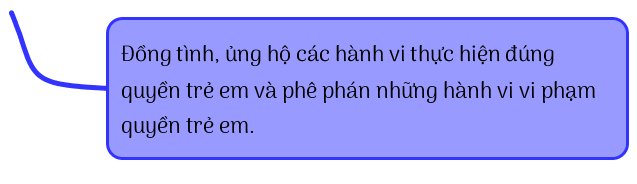 Đồng tình, ủng hộ các hành vi thực hiện đúng
quyền trẻ em và phê phán những hành vi vi phạm
quyền trẻ em.